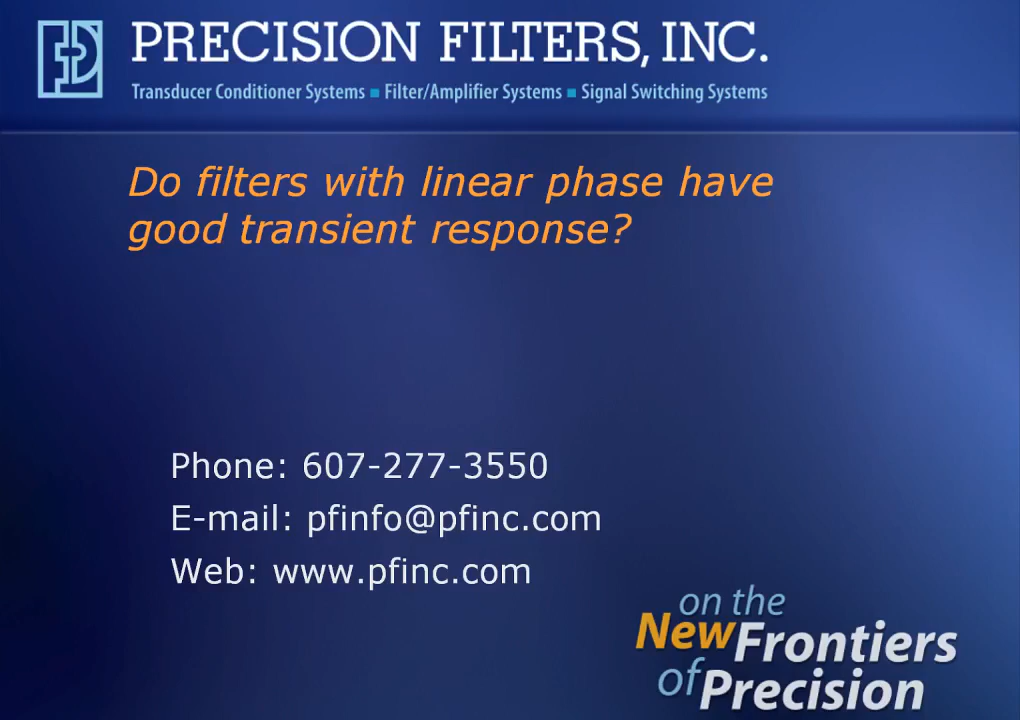 PRECISION FILTERS, INC.
Transducer Conditioner Systems ■ Filter/Amplifier Systems ■ Signal Switching Systems
Do filters with linear phase have
good transient response?
Phone: 607-277-3550
E-mail: pfinfo@pfinc.com
Web: www.pfinc.com
on the
New Frontiers
of Precision